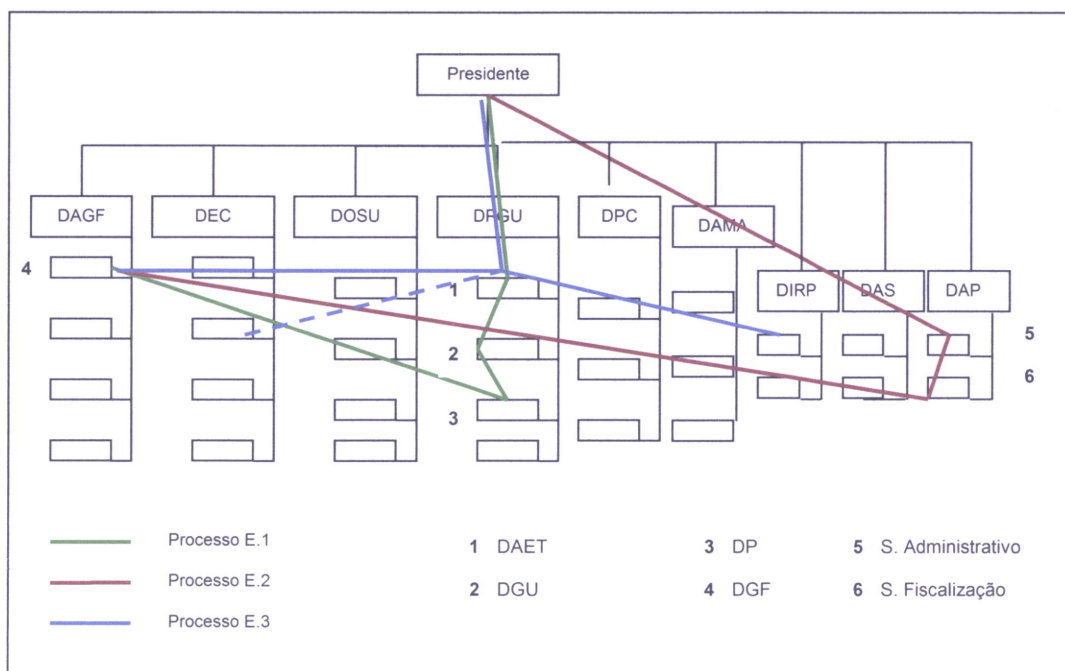 Presidente
DAGF DEC DOSU DPGU DPC DAMA
4
1 DIRP DAS DAP
2 5
6
3
Processo E.1 1 DAET 3 DP 5 S. Administrativo
Processo E.2 2 DGU 4 DGF 6 S. Fiscalização
Processo E.3